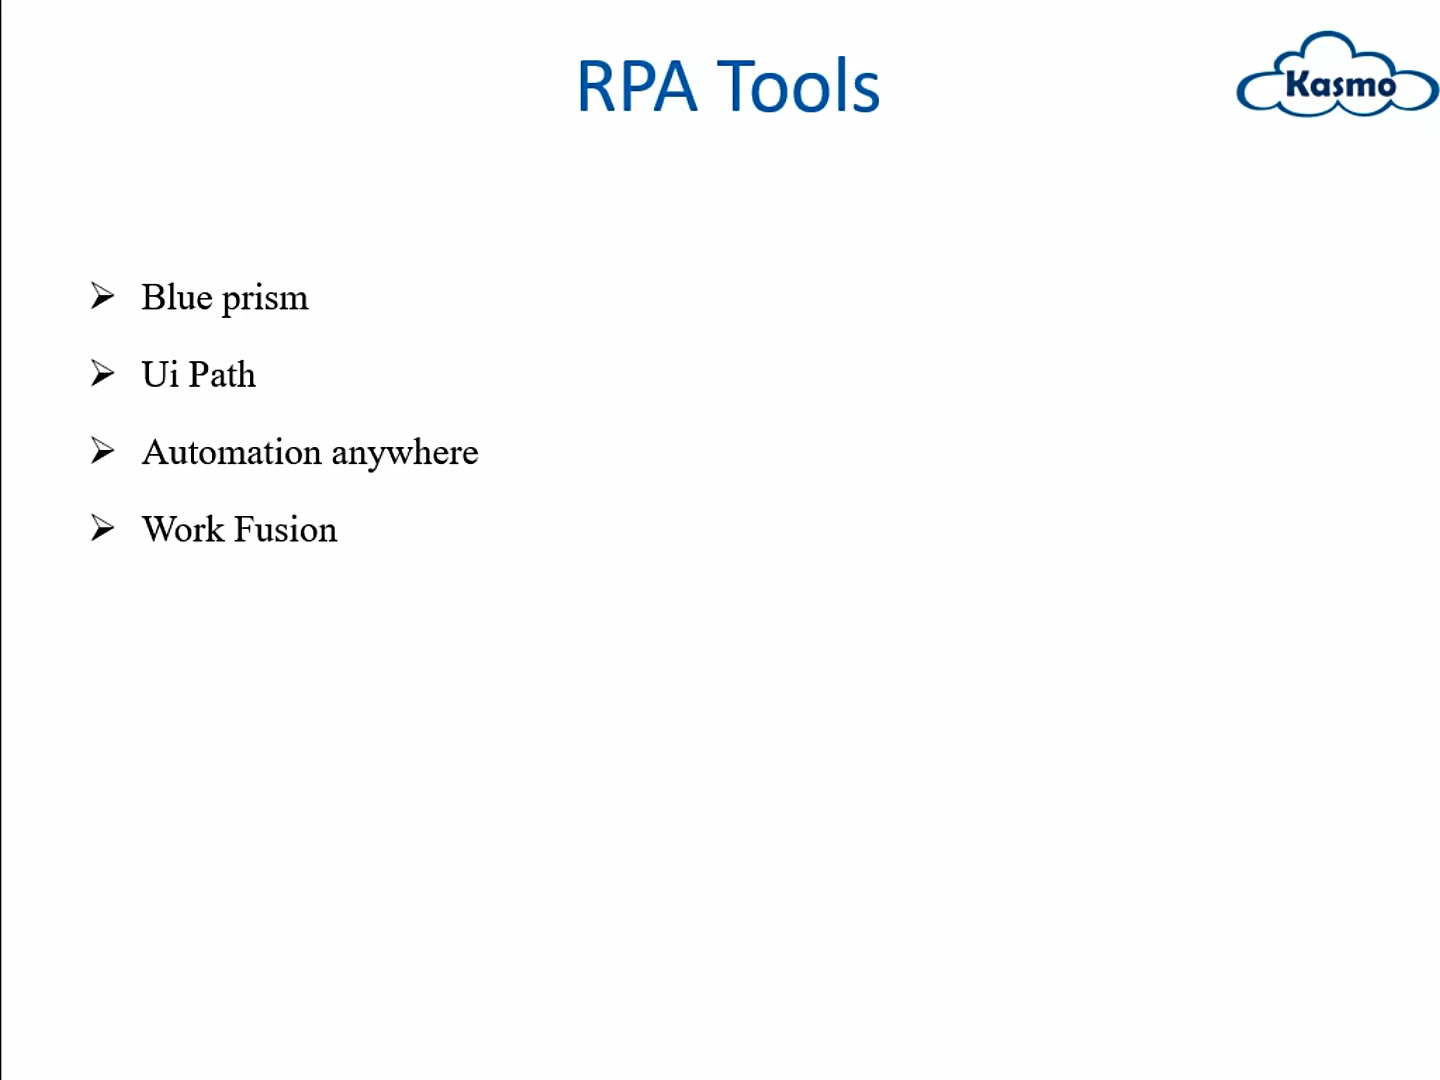 RPA Tools
Kasmo
Blue prism
Ui Path
Automation anywhere
Work Fusion